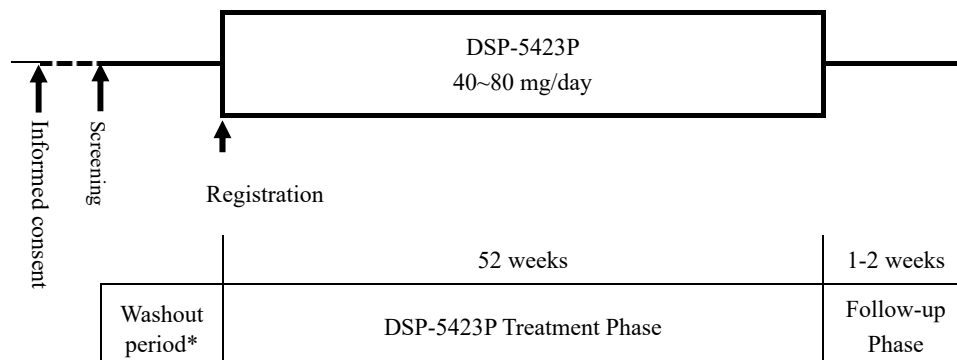 DSP-5423P
40~80 mg/day
Informed consent
Screening
Registration
52 weeks
1-2 weeks
Washout
period*
DSP-5423P Treatment Phase
Follow-up
Phase